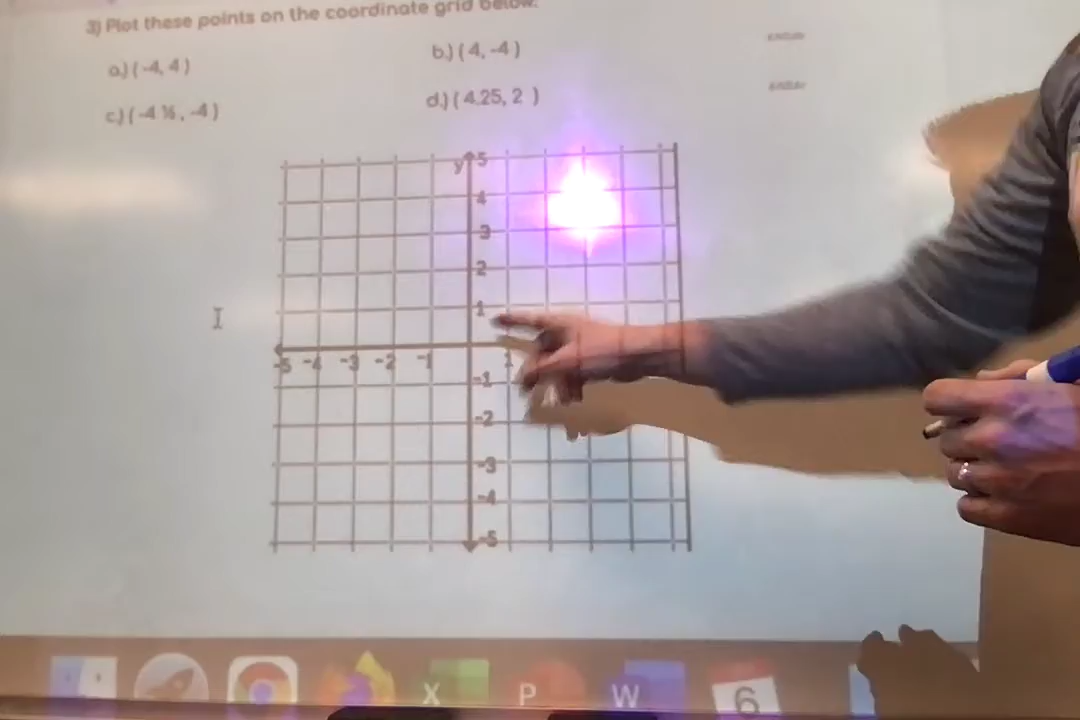 3) Plot these points on the coordinate grid below.
a.) (-4, 4)
b.) (4, -4)
c.) (-4 ½, -4)
d.) (4.25, 2)
y
5
4
3
2
1
-5 -4 -3 -2 -1 1
-1
-2
-3
-4
-5
X P W 6